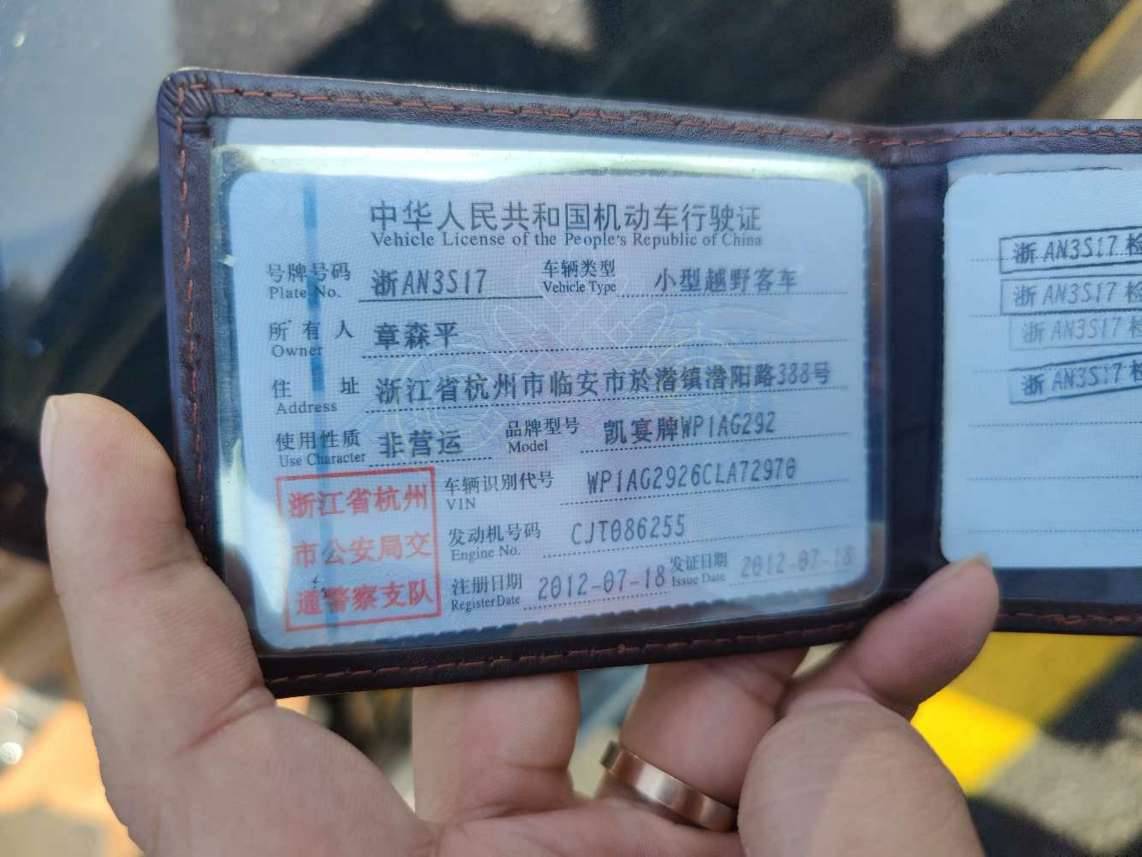 中华人民共和国机动车行驶证
Vehicle License of the People's Republic of China
号牌号码 浙AN3S17 车辆类型 小型越野客车
Plate No. Vehicle Type
所有人 章森平
Owner
住址 浙江省杭州市临安市於潜镇潜阳路388号
Address
使用性质 非营运 品牌型号 凯宴牌WP1AG292
Use Character Model
浙江省杭州
市公安局交
通警察支队
车辆识别代号 WP1AG2926CLA72970
VIN
发动机号码 CJT086255
Engine No.
注册日期 2012-07-18 发证日期 2012-07-18
Register Date Issue Date
浙AN3S17 检
浙AN3S17 检
浙AN3S17 检
浙AN3S17 检